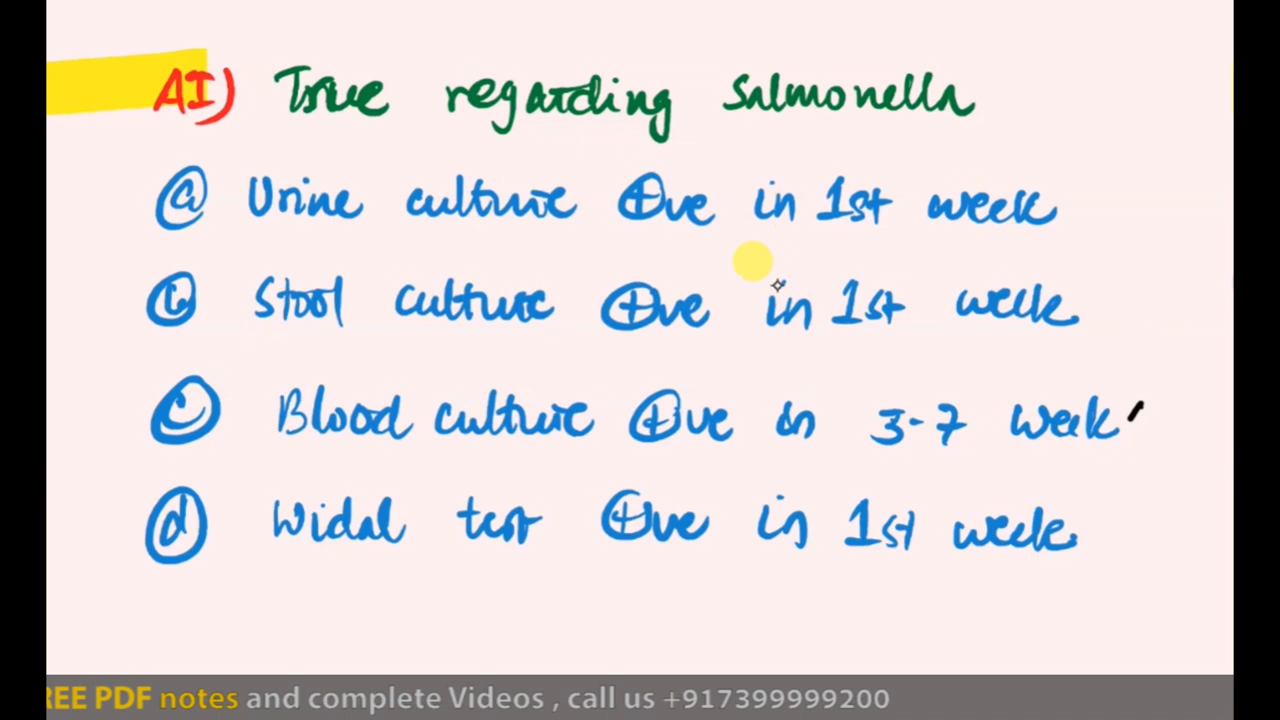 AI) True regarding Salmonella
a Urine culture +ve in 1st week
b Stool culture +ve in 1st week
c Blood culture +ve in 3-7 week
d Widal test +ve in 1st week
REE PDF notes and complete Videos , call us +917399999200